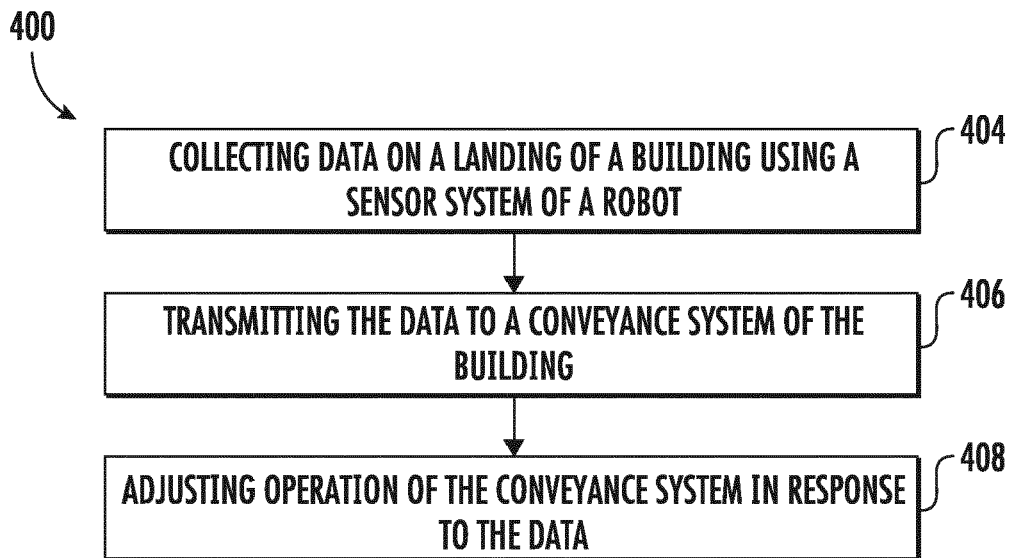 400
COLLECTING DATA ON A LANDING OF A BUILDING USING A
SENSOR SYSTEM OF A ROBOT
404
TRANSMITTING THE DATA TO A CONVEYANCE SYSTEM OF THE
BUILDING
406
ADJUSTING OPERATION OF THE CONVEYANCE SYSTEM IN RESPONSE
TO THE DATA
408